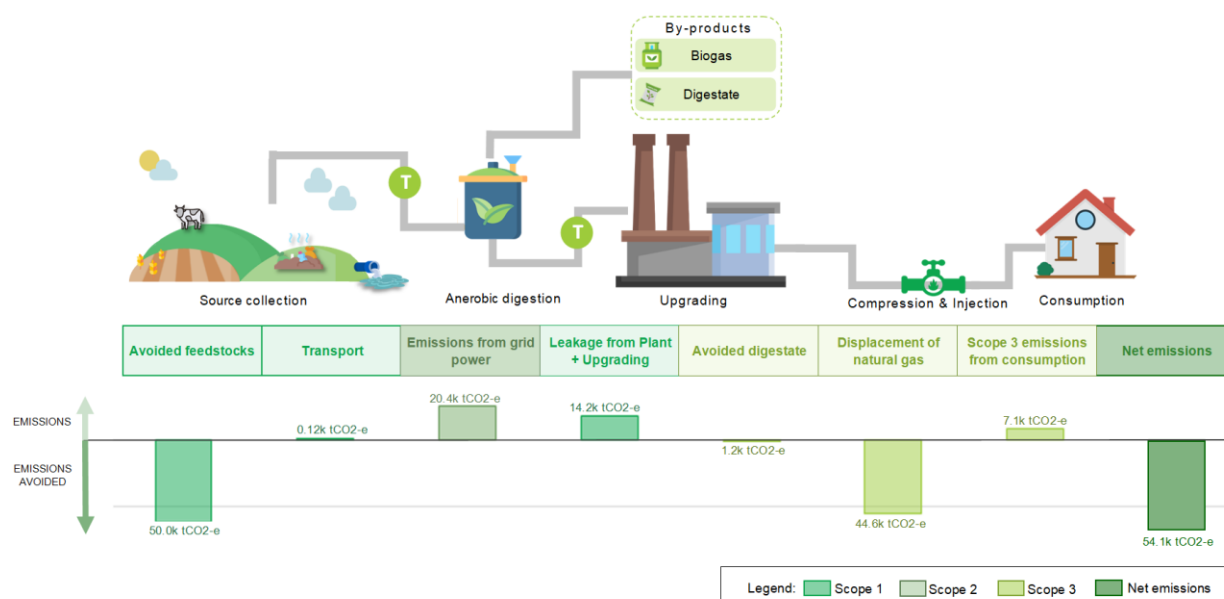 By-products
Biogas
Digestate
T
T
Source collection
Anerobic digestion
Upgrading
Compression & Injection
Consumption
Avoided feedstocks
Transport
Emissions from grid
power
Leakage from Plant
+ Upgrading
Avoided digestate
Displacement of
natural gas
Scope 3 emissions
from consumption
Net emissions
EMISSIONS
EMISSIONS
AVOIDED
50.0k tCO2-e
0.12k tCO2-e
20.4k tCO2-e
14.2k tCO2-e
1.2k tCO2-e
44.6k tCO2-e
7.1k tCO2-e
54.1k tCO2-e
Legend: Scope 1 Scope 2 Scope 3 Net emissions